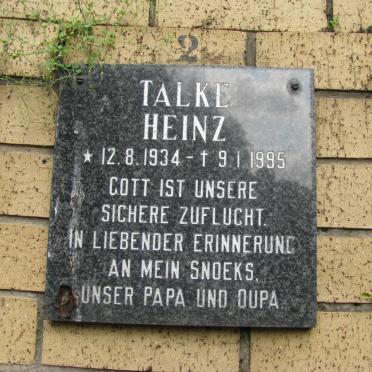 2
TALKE
HEINZ
★ 12.8.1934 - † 9.1.1995
GOTT IST UNSERE
SICHERE ZUFLUCHT.
IN LIEBENDER ERINNERUNG
AN MEIN SNOEKS,
UNSER PAPA UND OUPA.